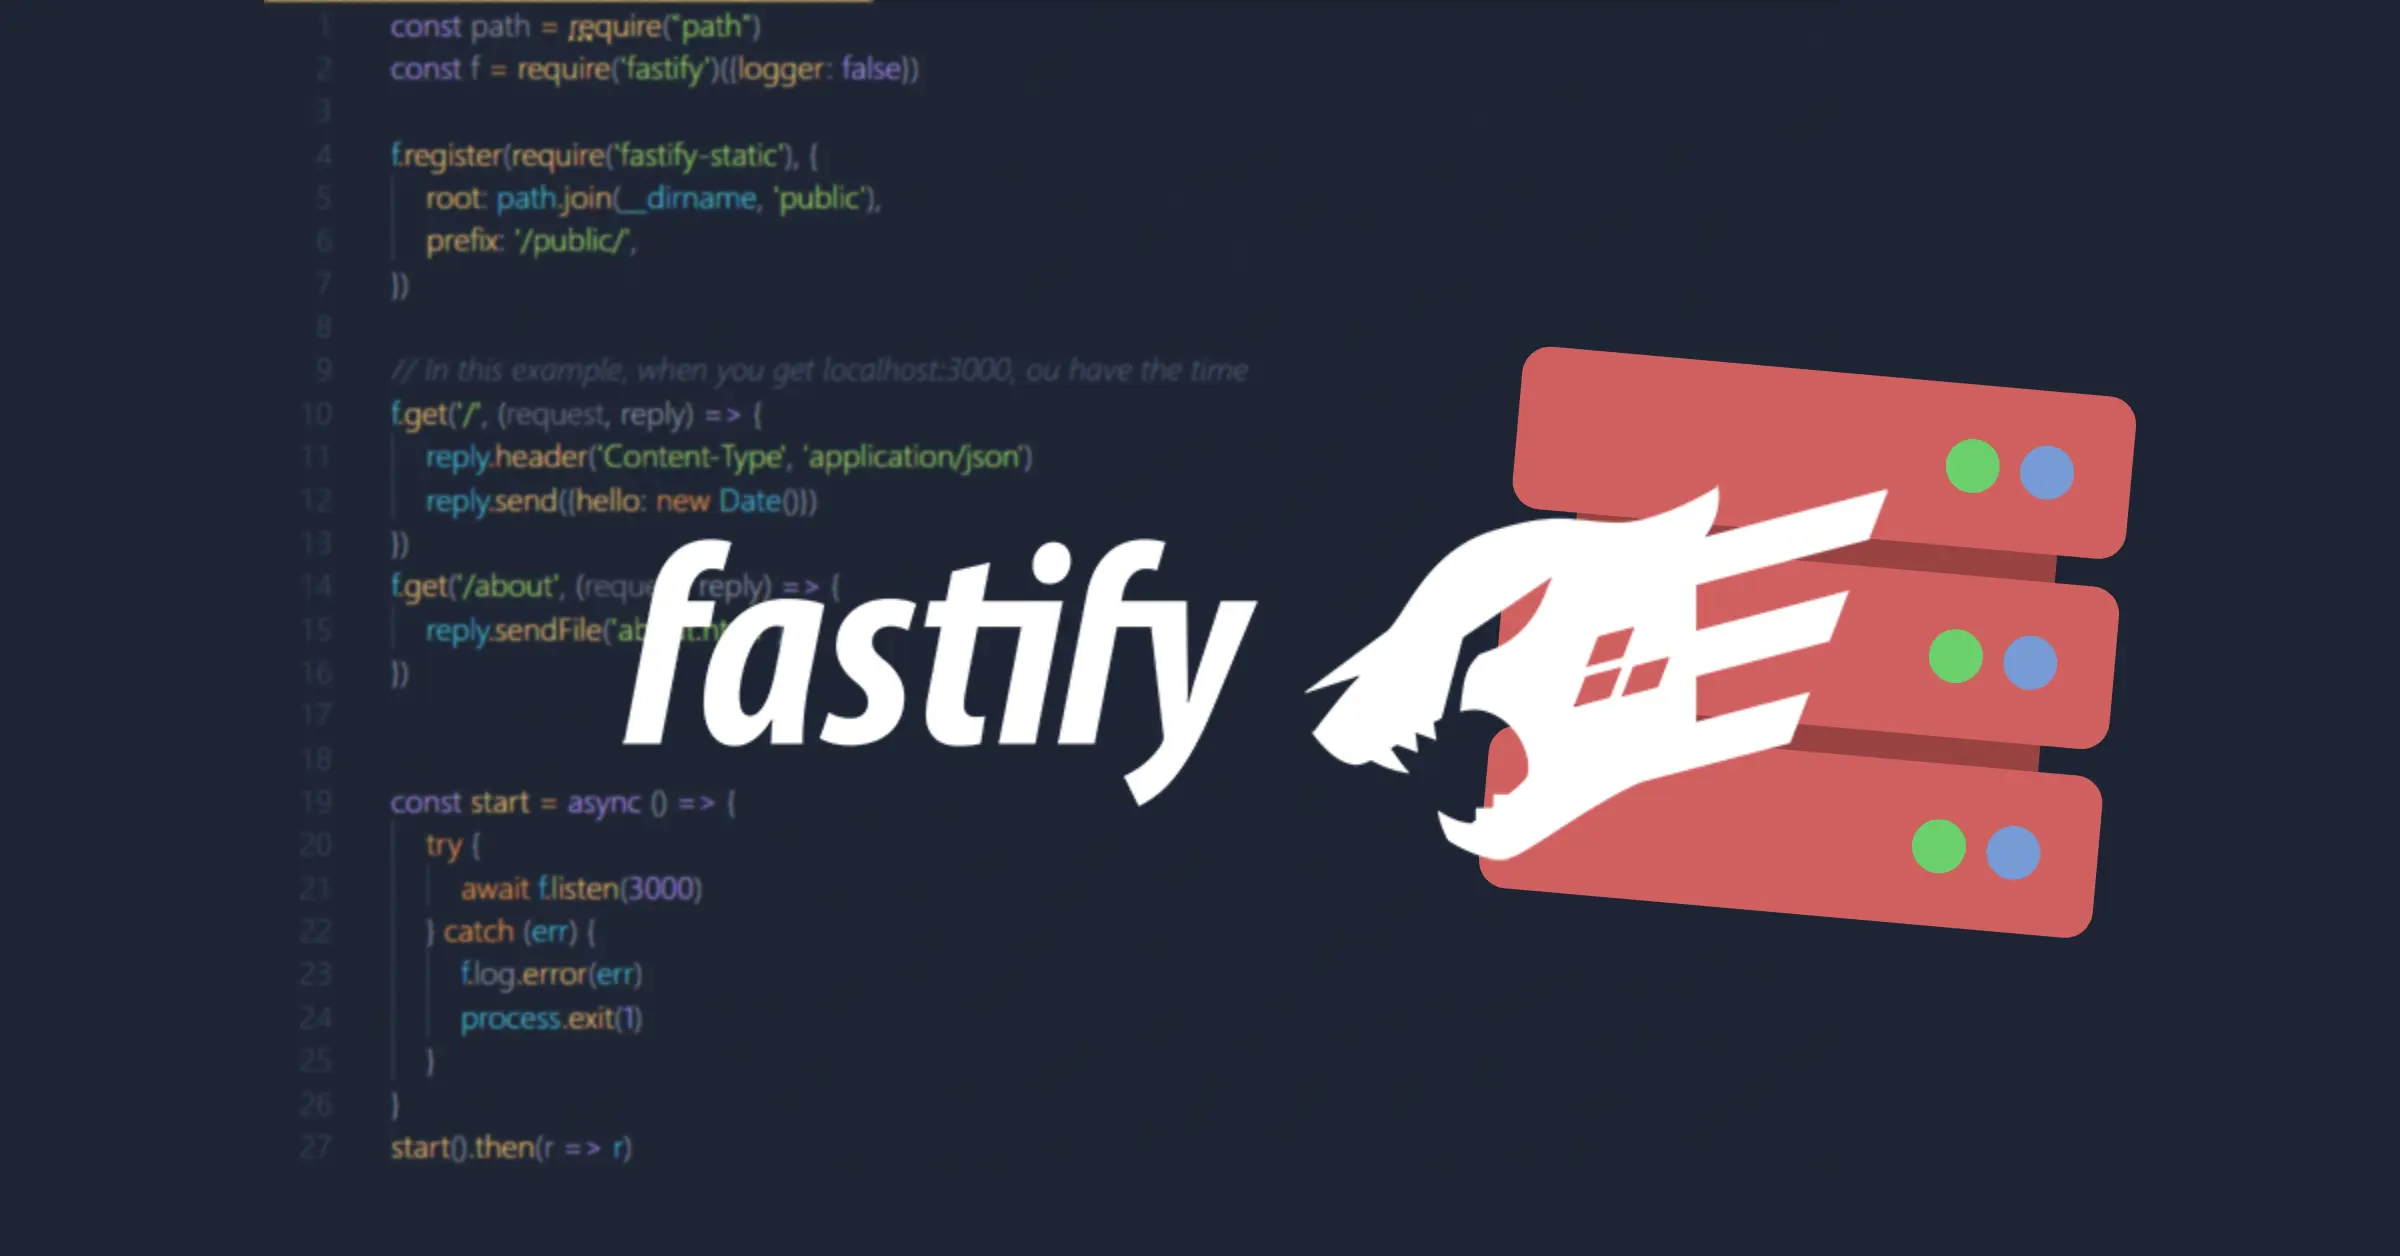 1 const path = require("path")
2 const f = require('fastify')({logger: false})
3
4 f.register(require('fastify-static'), {
5 root: path.join(__dirname, 'public'),
6 prefix: '/public/',
7 })
8
9 // In this example, when you get localhost:3000, ou have the time
10 f.get('/', (request, reply) => {
11 reply.header('Content-Type', 'application/json')
12 reply.send({hello: new Date()})
13 })
14 f.get('/about', (reque reply) => {
15 reply.sendFile('ab
16 })
17
18
19 const start = async () => {
20 try {
21 await f.listen(3000)
22 } catch (err) {
23 f.log.error(err)
24 process.exit(1)
25 }
26 }
27 start().then(r => r)
fastify